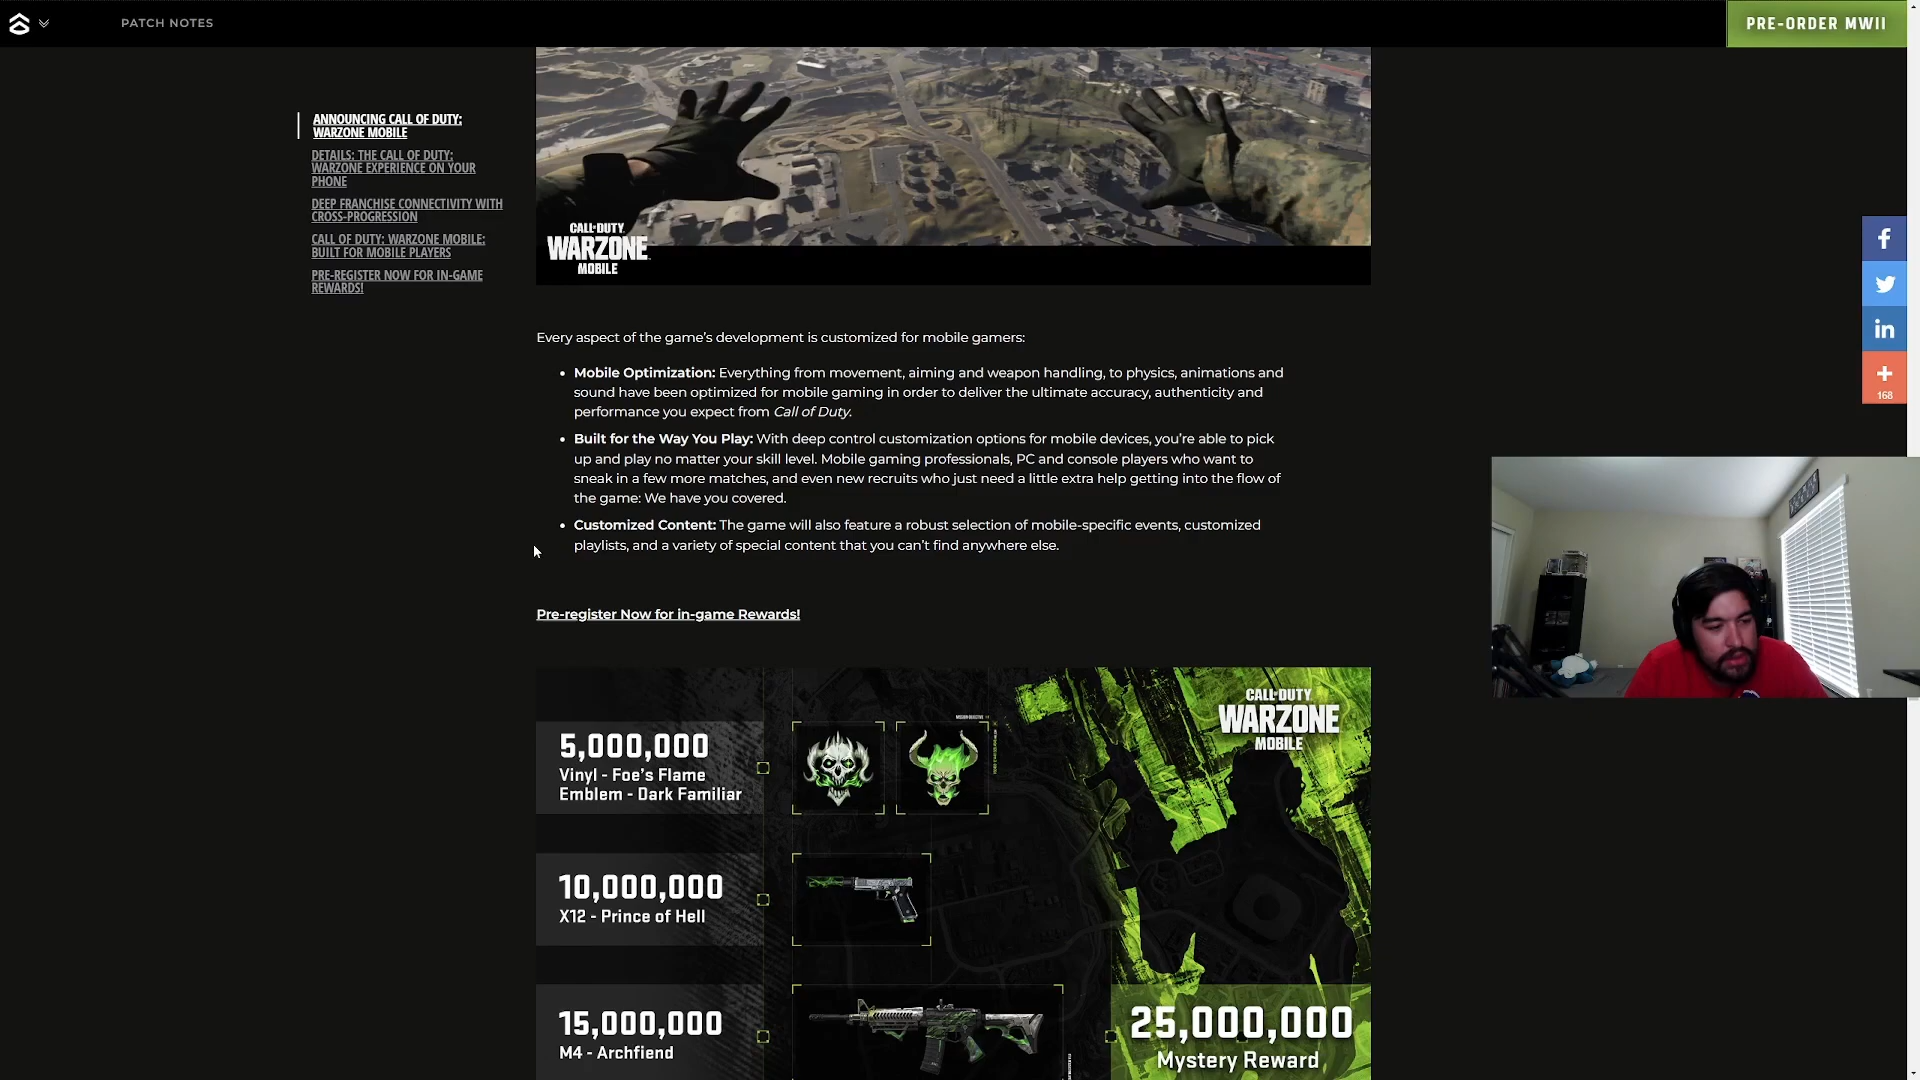 PATCH NOTES
PRE-ORDER MWII
ANNOUNCING CALL OF DUTY:
WARZONE MOBILE
DETAILS: THE CALL OF DUTY:
WARZONE EXPERIENCE ON YOUR
PHONE
DEEP FRANCHISE CONNECTIVITY WITH
CROSS-PROGRESSION
CALL OF DUTY: WARZONE MOBILE:
BUILT FOR MOBILE PLAYERS
PRE-REGISTER NOW FOR IN-GAME
REWARDS!
CALL OF DUTY
WARZONE
MOBILE
168
Every aspect of the game’s development is customized for mobile gamers:
• Mobile Optimization: Everything from movement, aiming and weapon handling, to physics, animations and
sound have been optimized for mobile gaming in order to deliver the ultimate accuracy, authenticity and
performance you expect from Call of Duty.
• Built for the Way You Play: With deep control customization options for mobile devices, you’re able to pick
up and play no matter your skill level. Mobile gaming professionals, PC and console players who want to
sneak in a few more matches, and even new recruits who just need a little extra help getting into the flow of
the game: We have you covered.
• Customized Content: The game will also feature a robust selection of mobile-specific events, customized
playlists, and a variety of special content that you can’t find anywhere else.
Pre-register Now for in-game Rewards!
CALL OF DUTY
WARZONE
MOBILE
5,000,000
Vinyl - Foe’s Flame
Emblem - Dark Familiar
10,000,000
X12 - Prince of Hell
15,000,000
M4 - Archfiend
25,000,000
Mystery Reward